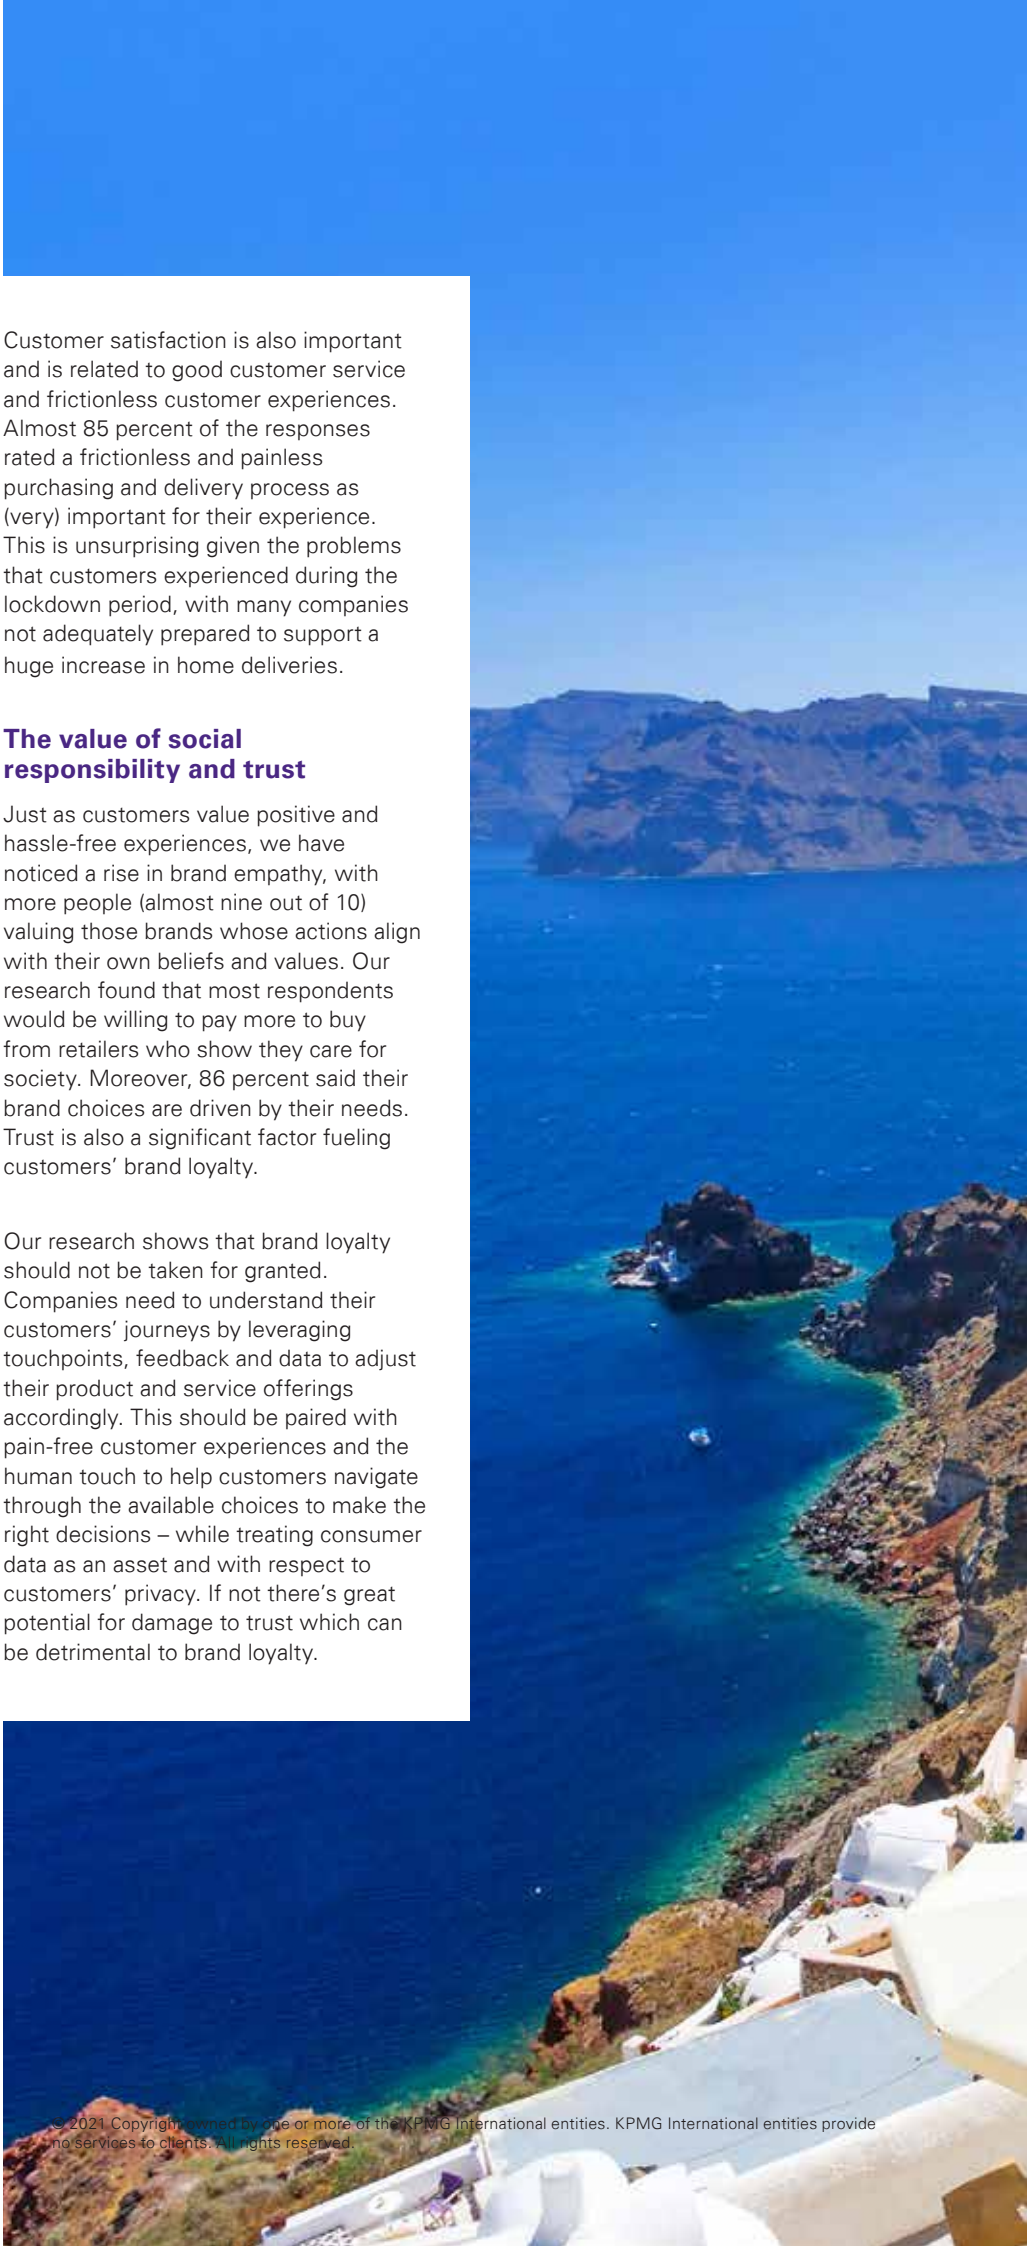 Customer satisfaction is also important
and is related to good customer service
and frictionless customer experiences.
Almost 85 percent of the responses
rated a frictionless and painless
purchasing and delivery process as
(very) important for their experience.
This is unsurprising given the problems
that customers experienced during the
lockdown period, with many companies
not adequately prepared to support a
huge increase in home deliveries.
The value of social
responsibility and trust
Just as customers value positive and
hassle-free experiences, we have
noticed a rise in brand empathy, with
more people (almost nine out of 10)
valuing those brands whose actions align
with their own beliefs and values. Our
research found that most respondents
would be willing to pay more to buy
from retailers who show they care for
society. Moreover, 86 percent said their
brand choices are driven by their needs.
Trust is also a significant factor fueling
customers’ brand loyalty.
Our research shows that brand loyalty
should not be taken for granted.
Companies need to understand their
customers’ journeys by leveraging
touchpoints, feedback and data to adjust
their product and service offerings
accordingly. This should be paired with
pain-free customer experiences and the
human touch to help customers navigate
through the available choices to make the
right decisions – while treating consumer
data as an asset and with respect to
customers’ privacy. If not there’s great
potential for damage to trust which can
be detrimental to brand loyalty.
© 2021 Copyright owned by one or more of the KPMG International entities. KPMG International entities provide
no services to clients. All rights reserved.